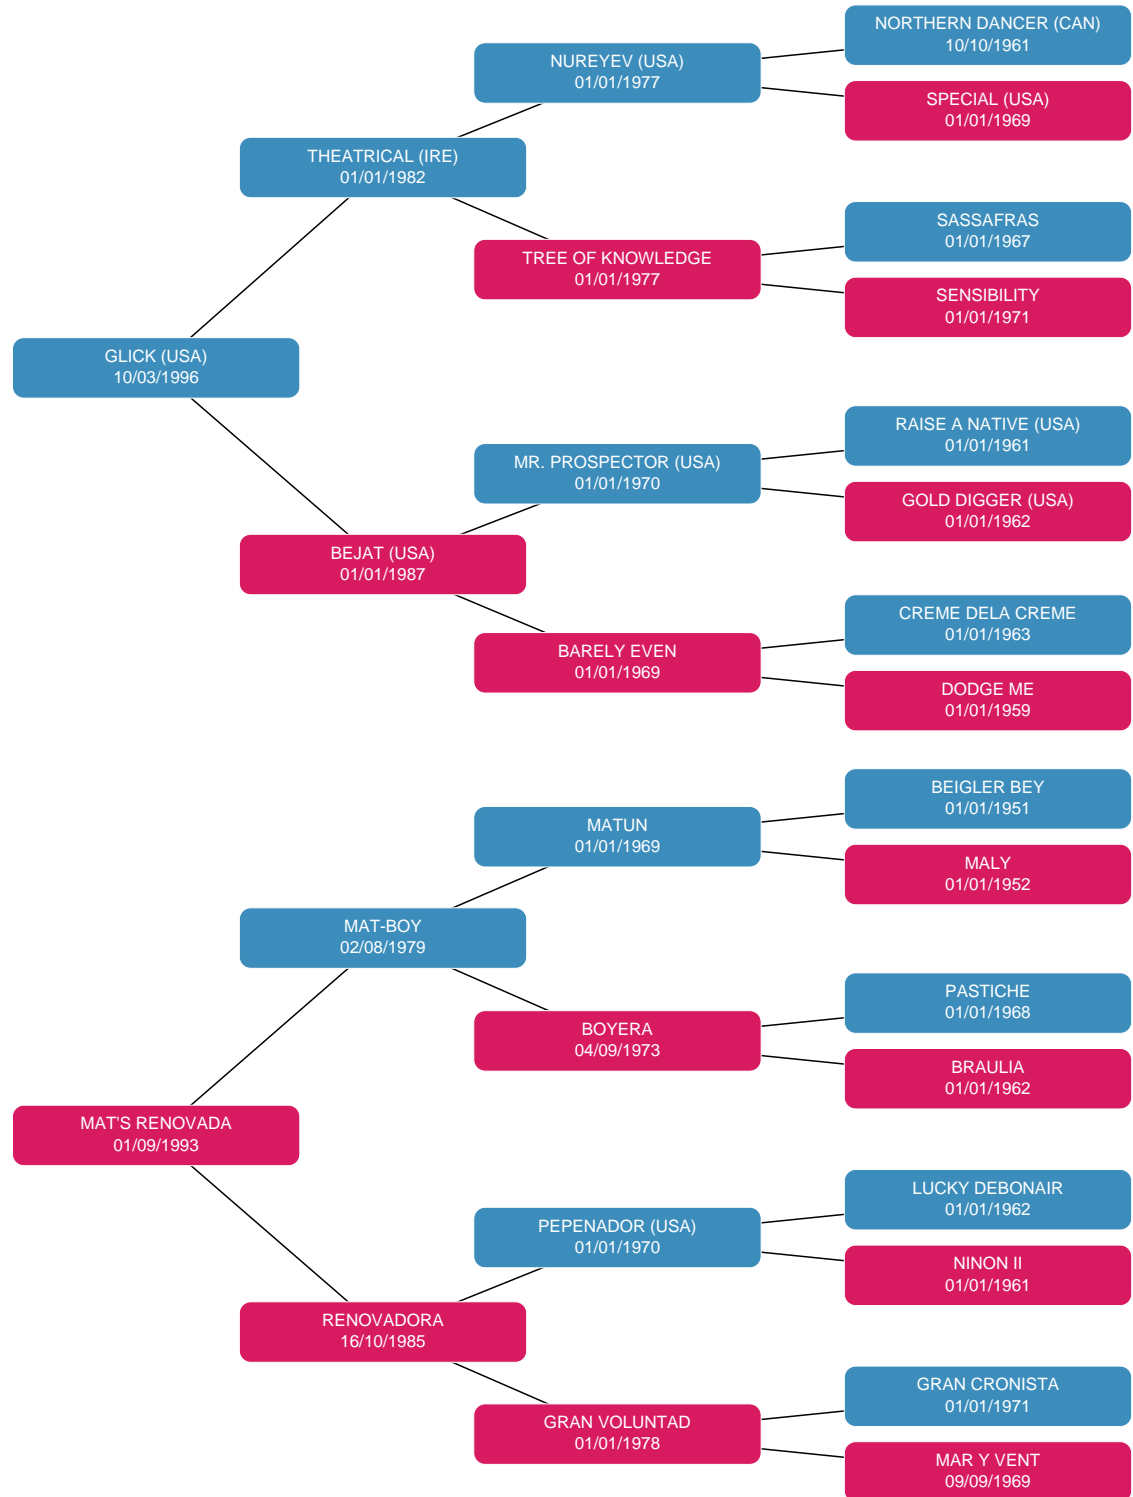 NORTHERN DANCER (CAN)
10/10/1961
NUREYEV (USA)
01/01/1977
SPECIAL (USA)
01/01/1969
THEATRICAL (IRE)
01/01/1982
SASSAFRAS
01/01/1967
TREE OF KNOWLEDGE
01/01/1977
SENSIBILITY
01/01/1971
GLICK (USA)
10/03/1996
RAISE A NATIVE (USA)
01/01/1961
MR. PROSPECTOR (USA)
01/01/1970
GOLD DIGGER (USA)
01/01/1962
BEJAT (USA)
01/01/1987
CREME DELA CREME
01/01/1963
BARELY EVEN
01/01/1969
DODGE ME
01/01/1959
BEIGLER BEY
01/01/1951
MATUN
01/01/1969
MALY
01/01/1952
MAT-BOY
02/08/1979
PASTICHE
01/01/1968
BOYERA
04/09/1973
BRAULIA
01/01/1962
MAT'S RENOVADA
01/09/1993
LUCKY DEBONAIR
01/01/1962
PEPENADOR (USA)
01/01/1970
NINON II
01/01/1961
RENOVADORA
16/10/1985
GRAN CRONISTA
01/01/1971
GRAN VOLUNTAD
01/01/1978
MAR Y VENT
09/09/1969